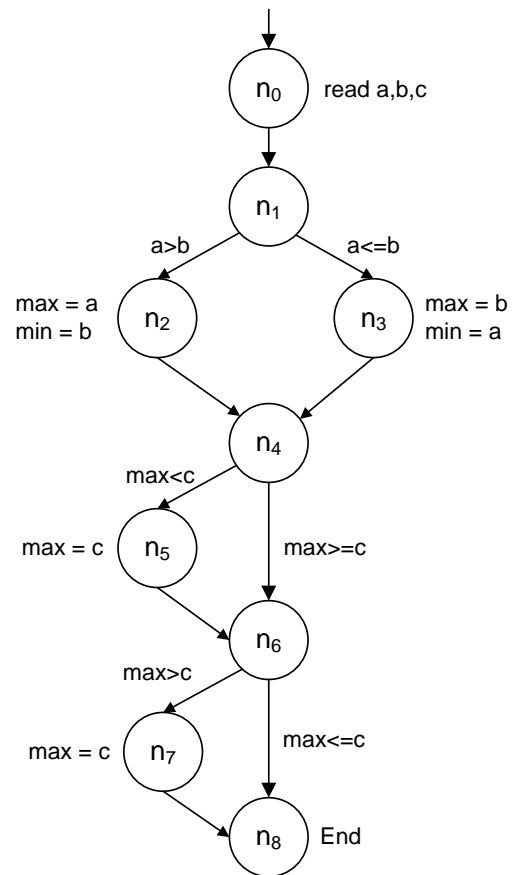 n0
read a,b,c
n1
a>b
a<=b
max = a
min = b
n2
n3
max = b
min = a
n4
max<c
max = c
n5
max>=c
n6
max>c
max = c
n7
max<=c
n8
End